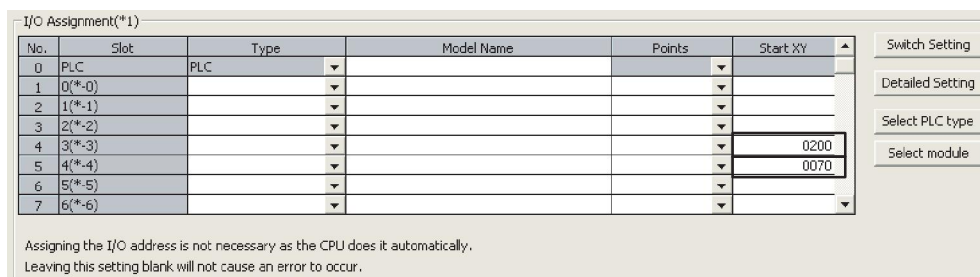 I/O Assignment(*1)
No. Slot Type Model Name Points Start XY
0 PLC PLC
1 0(*-0)
2 1(*-1)
3 2(*-2)
4 3(*-3) 0200
5 4(*-4) 0070
6 5(*-5)
7 6(*-6)
Switch Setting
Detailed Setting
Select PLC type
Select module
Assigning the I/O address is not necessary as the CPU does it automatically.
Leaving this setting blank will not cause an error to occur.